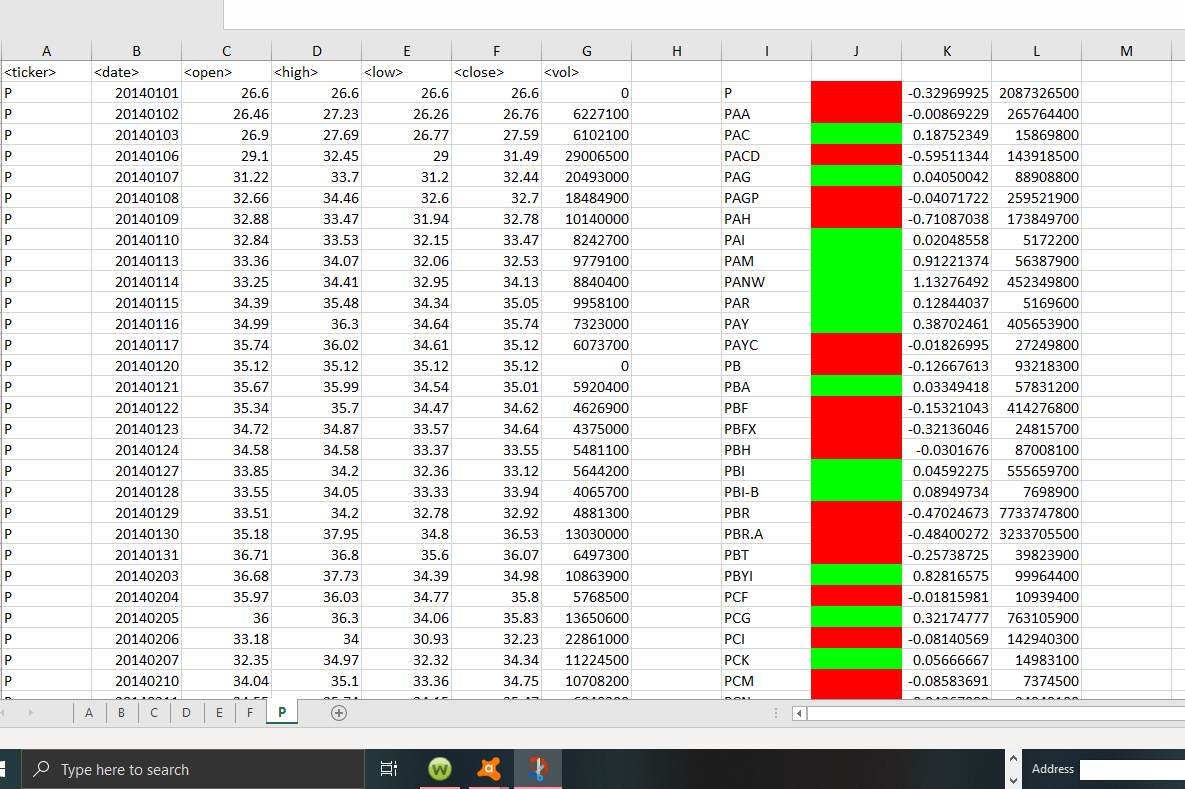 A B C D E F G H I J K L M
<ticker> <date> <open> <high> <low> <close> <vol>
P 20140101 26.6 26.6 26.6 26.6 0 P -0.32969925 2087326500
P 20140102 26.46 27.23 26.26 26.76 6227100 PAA -0.00869229 265764400
P 20140103 26.9 27.69 26.77 27.59 6102100 PAC 0.18752349 15869800
P 20140106 29.1 32.45 29 31.49 29006500 PACD -0.59511344 143918500
P 20140107 31.22 33.7 31.2 32.44 20493000 PAG 0.04050042 88908800
P 20140108 32.66 34.46 32.6 32.7 18484900 PAGP -0.04071722 259521900
P 20140109 32.88 33.47 31.94 32.78 10140000 PAH -0.71087038 173849700
P 20140110 32.84 33.53 32.15 33.47 8242700 PAI 0.02048558 5172200
P 20140113 33.36 34.07 32.06 32.53 9779100 PAM 0.91221374 56387900
P 20140114 33.25 34.41 32.95 34.13 8840400 PANW 1.13276492 452349800
P 20140115 34.39 35.48 34.34 35.05 9958100 PAR 0.12844037 5169600
P 20140116 34.99 36.3 34.64 35.74 7323000 PAY 0.38702461 405653900
P 20140117 35.74 36.02 34.61 35.12 6073700 PAYC -0.01826995 27249800
P 20140120 35.12 35.12 35.12 35.12 0 PB -0.12667613 93218300
P 20140121 35.67 35.99 34.54 35.01 5920400 PBA 0.03349418 57831200
P 20140122 35.34 35.7 34.47 34.62 4626900 PBF -0.15321043 414276800
P 20140123 34.72 34.87 33.57 34.64 4375000 PBFX -0.32136046 24815700
P 20140124 34.58 34.58 33.37 33.55 5481100 PBH -0.0301676 87008100
P 20140127 33.85 34.2 32.36 33.12 5644200 PBI 0.04592275 555659700
P 20140128 33.55 34.05 33.33 33.94 4065700 PBI-B 0.08949734 7698900
P 20140129 33.51 34.2 32.78 32.92 4881300 PBR -0.47024673 7733747800
P 20140130 35.18 37.95 34.8 36.53 13030000 PBR.A -0.48400272 3233705500
P 20140131 36.71 36.8 35.6 36.07 6497300 PBT -0.25738725 39823900
P 20140203 36.68 37.73 34.39 34.98 10863900 PBYI 0.82816575 99964400
P 20140204 35.97 36.03 34.77 35.8 5768500 PCF -0.01815981 10939400
P 20140205 36 36.3 34.06 35.83 13650600 PCG 0.32174777 763105900
P 20140206 33.18 34 30.93 32.23 22861000 PCI -0.08140569 142940300
P 20140207 32.35 34.97 32.32 34.34 11224500 PCK 0.05666667 14983100
P 20140210 34.04 35.1 33.36 34.75 10708200 PCM -0.08583691 7374500
A B C D E F P
Type here to search W a Address